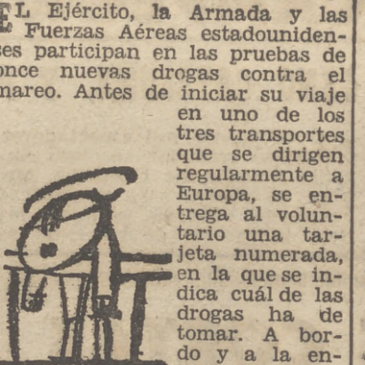 EL Ejército, la Armada y las
Fuerzas Aéreas estadouniden-
ses participan en las pruebas de
once nuevas drogas contra el
mareo. Antes de iniciar su viaje
en uno de los
tres transportes
que se dirigen
regularmente a
Europa, se en-
trega al volun-
tario una tar-
jeta numerada,
en la que se in-
dica cuál de las
drogas ha de
tomar. A bor-
do y a la en-